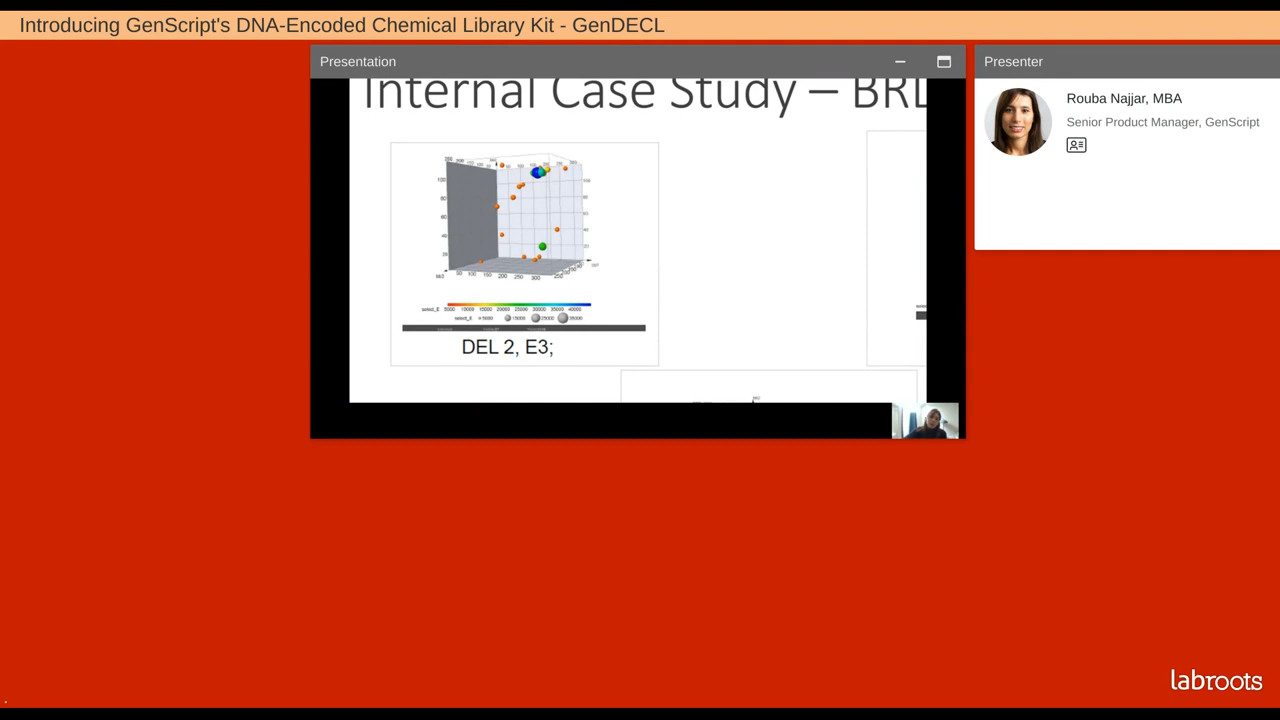 Introducing GenScript's DNA-Encoded Chemical Library Kit - GenDECL
Presentation
Presenter
Internal Case Study – BRD
Rouba Najjar, MBA
Senior Product Manager, GenScript
DEL 2, E3;
labroots